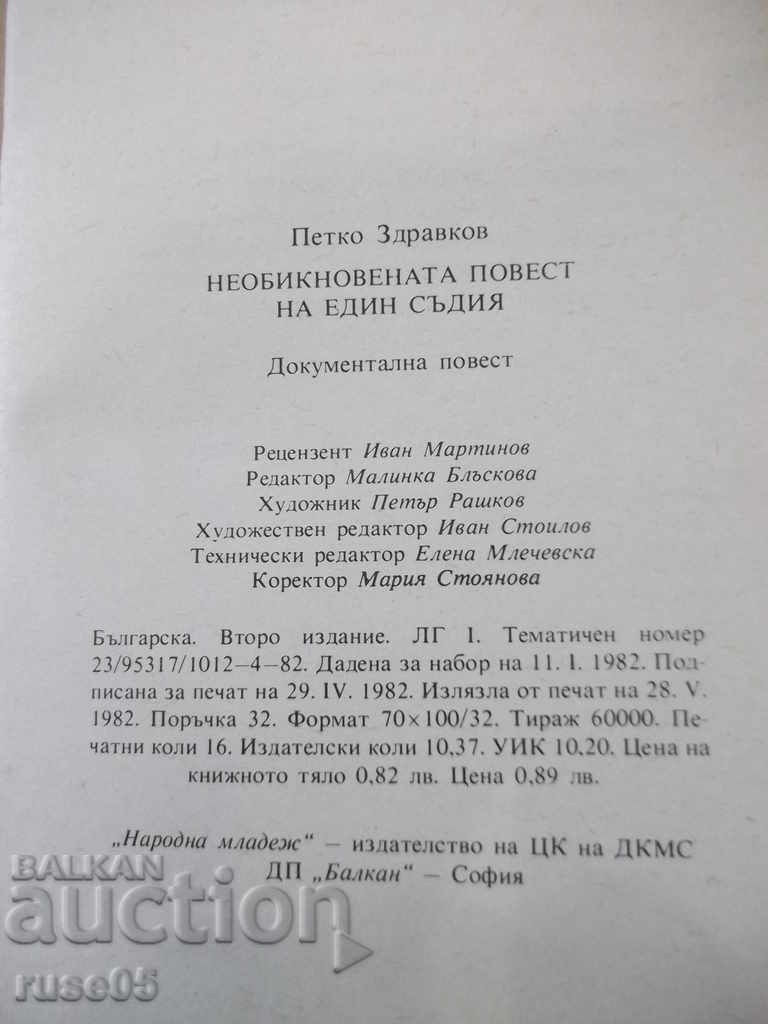 Петко Здравков
НЕОБИКНОВЕНАТА ПОВЕСТ
НА ЕДИН СЪДИЯ
Документална повест
Рецензент Иван Мартинов
Редактор Малинка Блъскова
Художник Петър Рашков
Художествен редактор Иван Стоилов
Технически редактор Елена Млечевска
Коректор Мария Стоянова
Българска. Второ издание. ЛГ I. Тематичен номер
23/95317/1012—4—82. Дадена за набор на 11. I. 1982. Под-
писана за печат на 29. IV. 1982. Излязла от печат на 28. V.
1982. Поръчка 32. Формат 70×100/32. Тираж 60000. Пе-
чатни коли 16. Издателски коли 10,37. УИК 10,20. Цена на
книжното тяло 0,82 лв. Цена 0,89 лв.
„Народна младеж“ — издателство на ЦК на ДКМС
ДП „Балкан“ — София
BALKAN
auction
ruse05